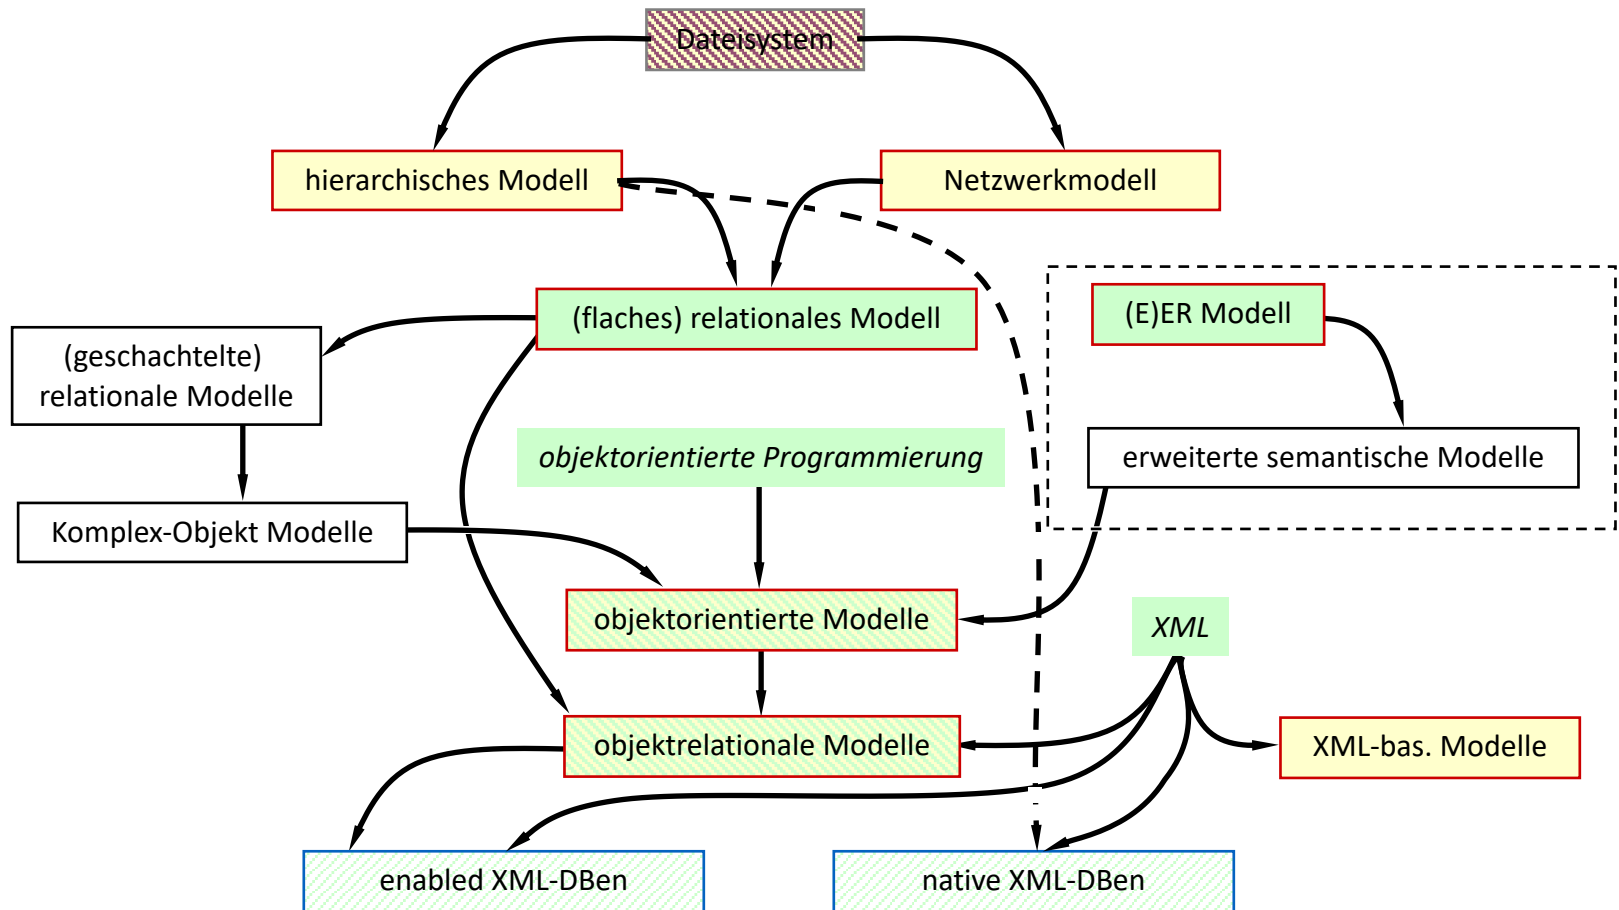 Dateisystem
hierarchisches Modell
Netzwerkmodell
(flaches) relationales Modell
(E)ER Modell
(geschachtelte)
relationale Modelle
objektorientierte Programmierung
erweiterte semantische Modelle
Komplex-Objekt Modelle
objektorientierte Modelle
XML
objektrelationale Modelle
XML-bas. Modelle
enabled XML-DBen
native XML-DBen